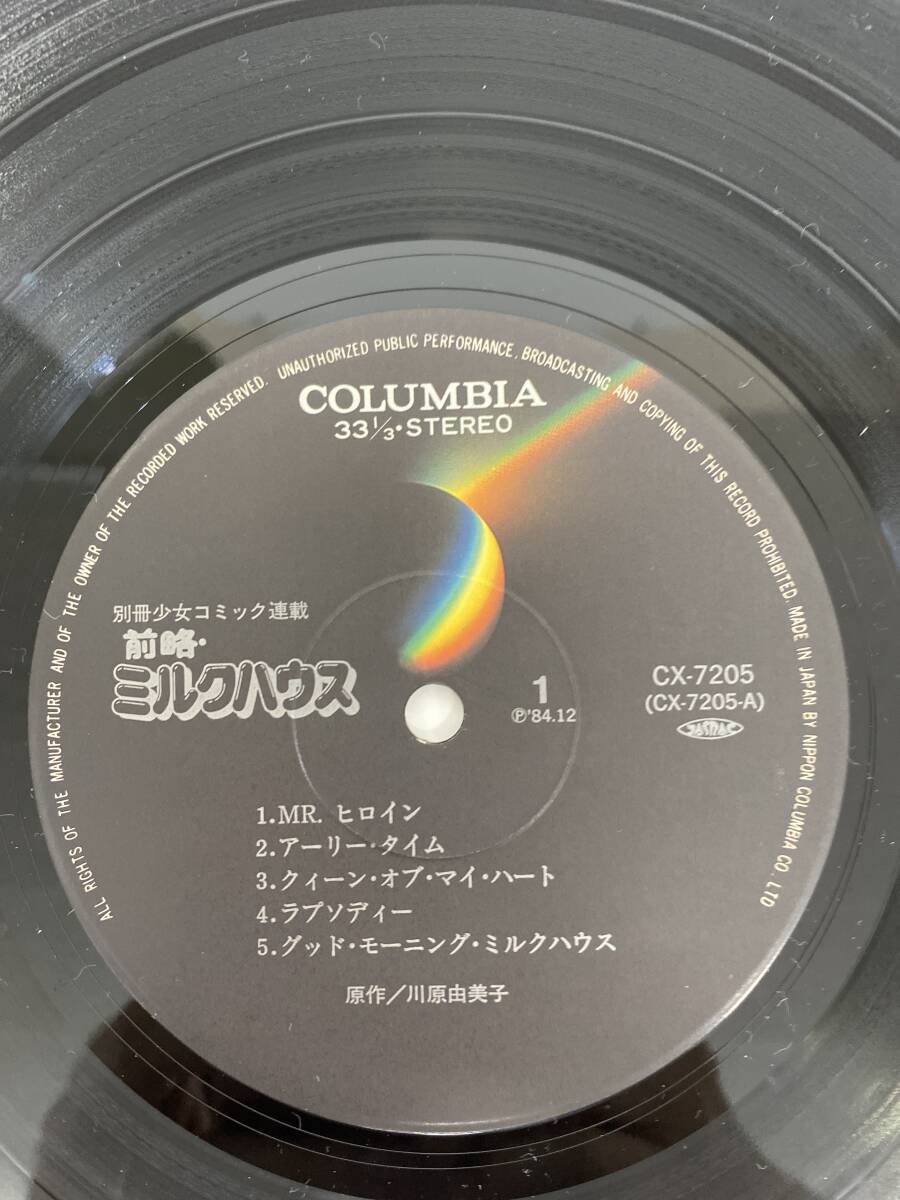 ALL RIGHTS OF THE MANUFACTURER AND OF THE OWNER OF THE RECORDED WORK RESERVED. UNAUTHORIZED PUBLIC PERFORMANCE, BROADCASTING AND COPYING OF THIS RECORD PROHIBITED. MADE IN JAPAN BY NIPPON COLUMBIA CO., LTD
COLUMBIA
33 1/3・STEREO
別冊少女コミック連載
前略・
ミルクハウス
1
Ⓟ'84.12
CX-7205
(CX-7205-A)
JASRAC
1.MR. ヒロイン
2.アーリー・タイム
3.クィーン・オブ・マイ・ハート
4.ラプソディー
5.グッド・モーニング・ミルクハウス
原作／川原由美子